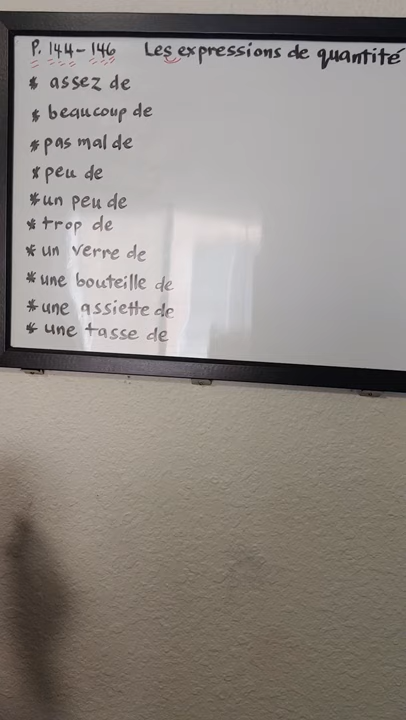 P. 144-146 Les expressions de quantité
* assez de
* beaucoup de
* pas mal de
* peu de
* un peu de
* trop de
* un verre de
* une bouteille de
* une assiette de
* une tasse de